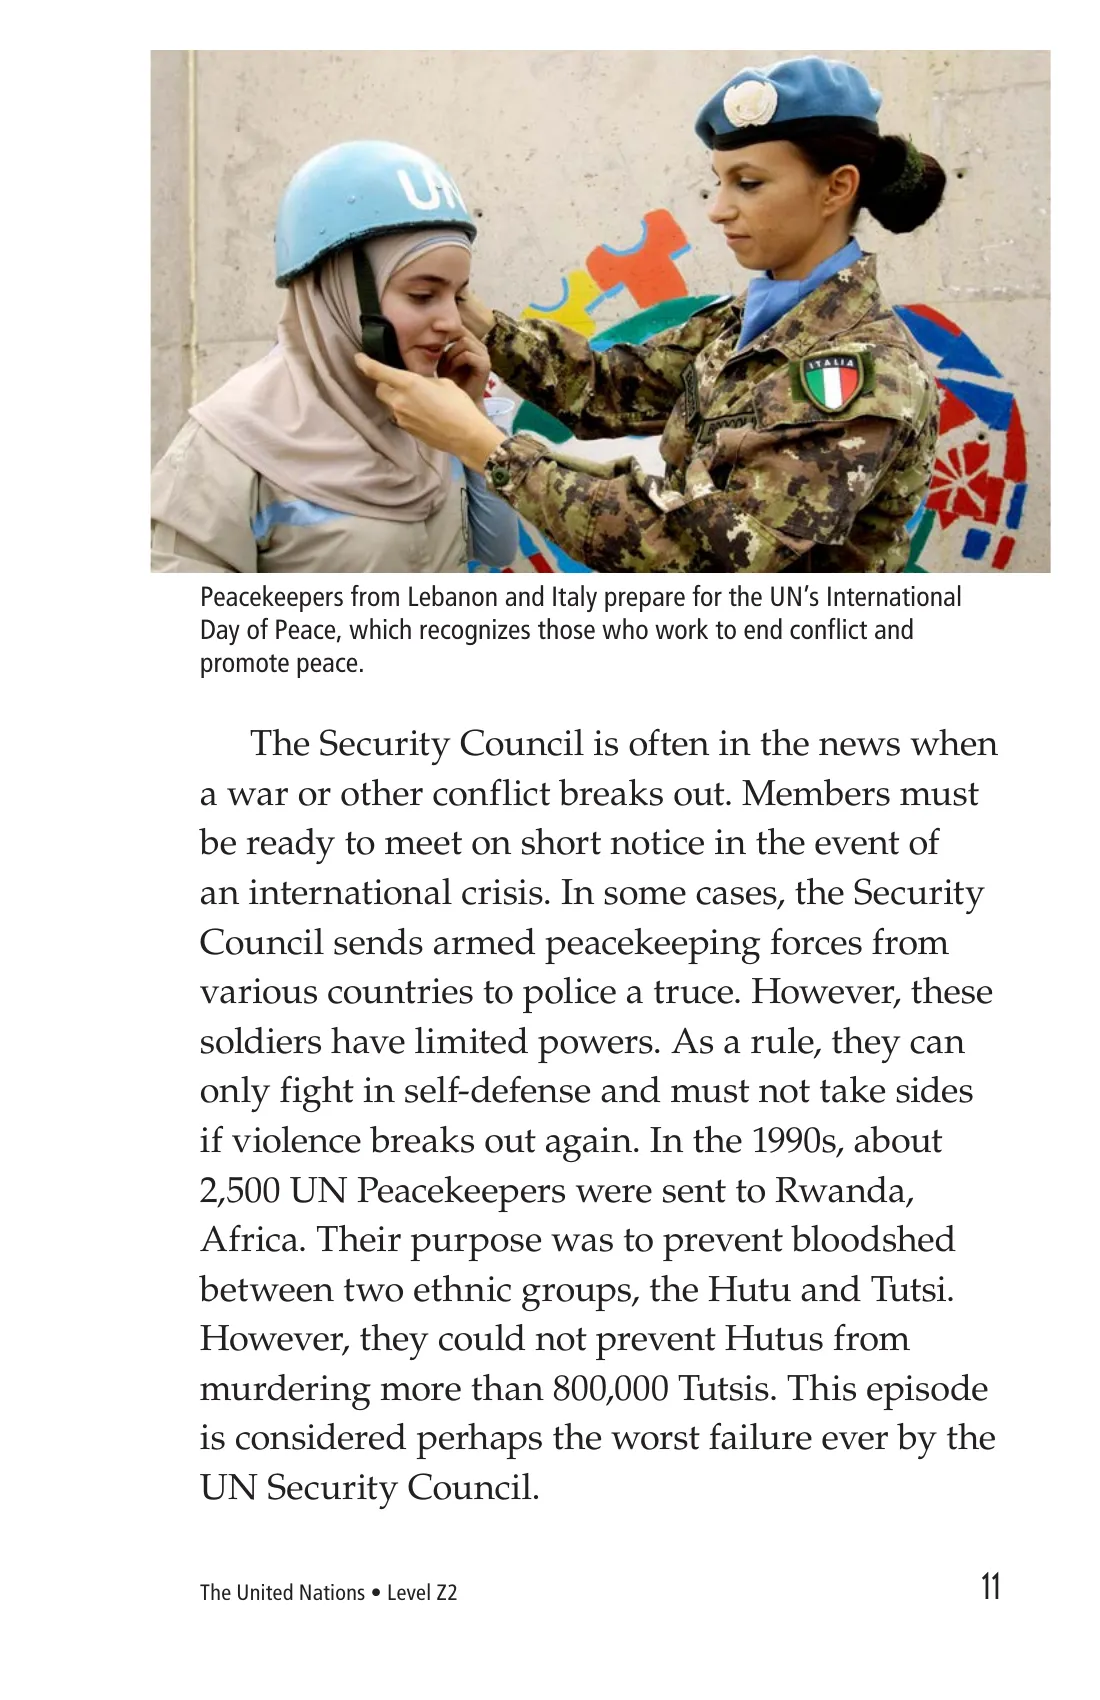 UN
ITALIA
Peacekeepers from Lebanon and Italy prepare for the UN’s International
Day of Peace, which recognizes those who work to end conflict and
promote peace.
The Security Council is often in the news when
a war or other conflict breaks out. Members must
be ready to meet on short notice in the event of
an international crisis. In some cases, the Security
Council sends armed peacekeeping forces from
various countries to police a truce. However, these
soldiers have limited powers. As a rule, they can
only fight in self-defense and must not take sides
if violence breaks out again. In the 1990s, about
2,500 UN Peacekeepers were sent to Rwanda,
Africa. Their purpose was to prevent bloodshed
between two ethnic groups, the Hutu and Tutsi.
However, they could not prevent Hutus from
murdering more than 800,000 Tutsis. This episode
is considered perhaps the worst failure ever by the
UN Security Council.
The United Nations • Level Z2
11